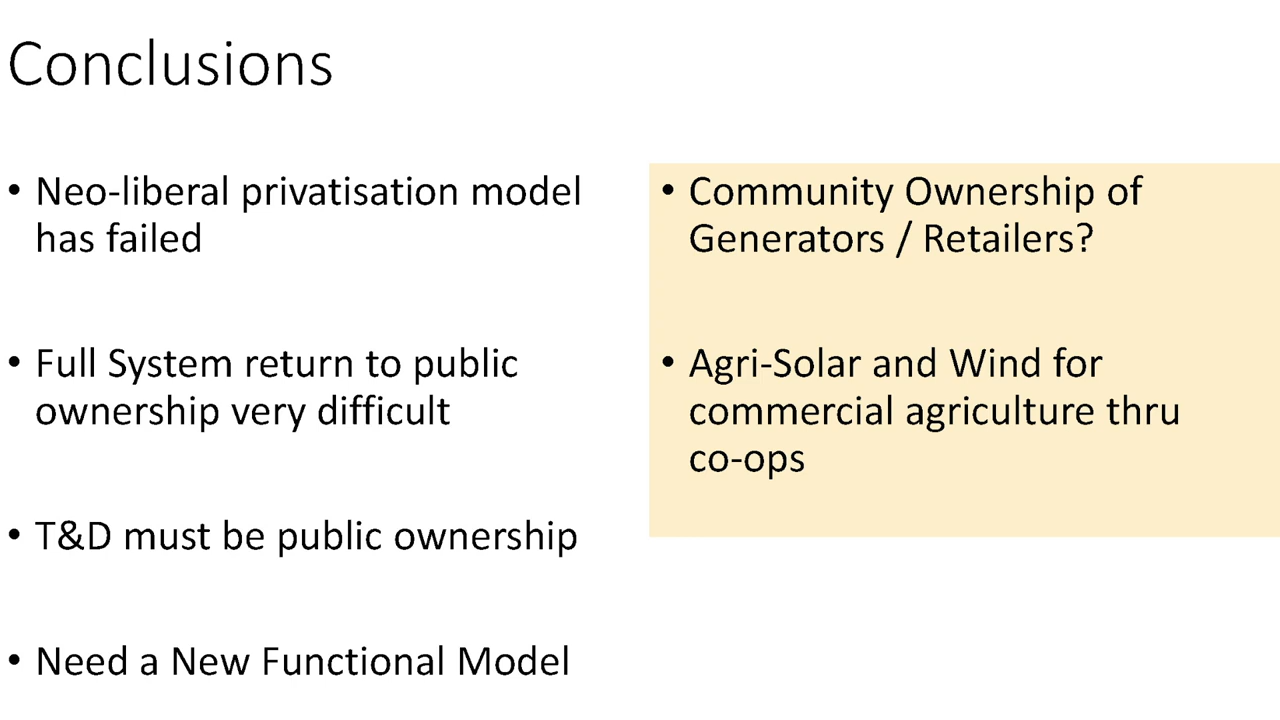 Conclusions
• Neo-liberal privatisation model
has failed
• Full System return to public
ownership very difficult
• T&D must be public ownership
• Need a New Functional Model
• Community Ownership of
Generators / Retailers?
• Agri-Solar and Wind for
commercial agriculture thru
co-ops